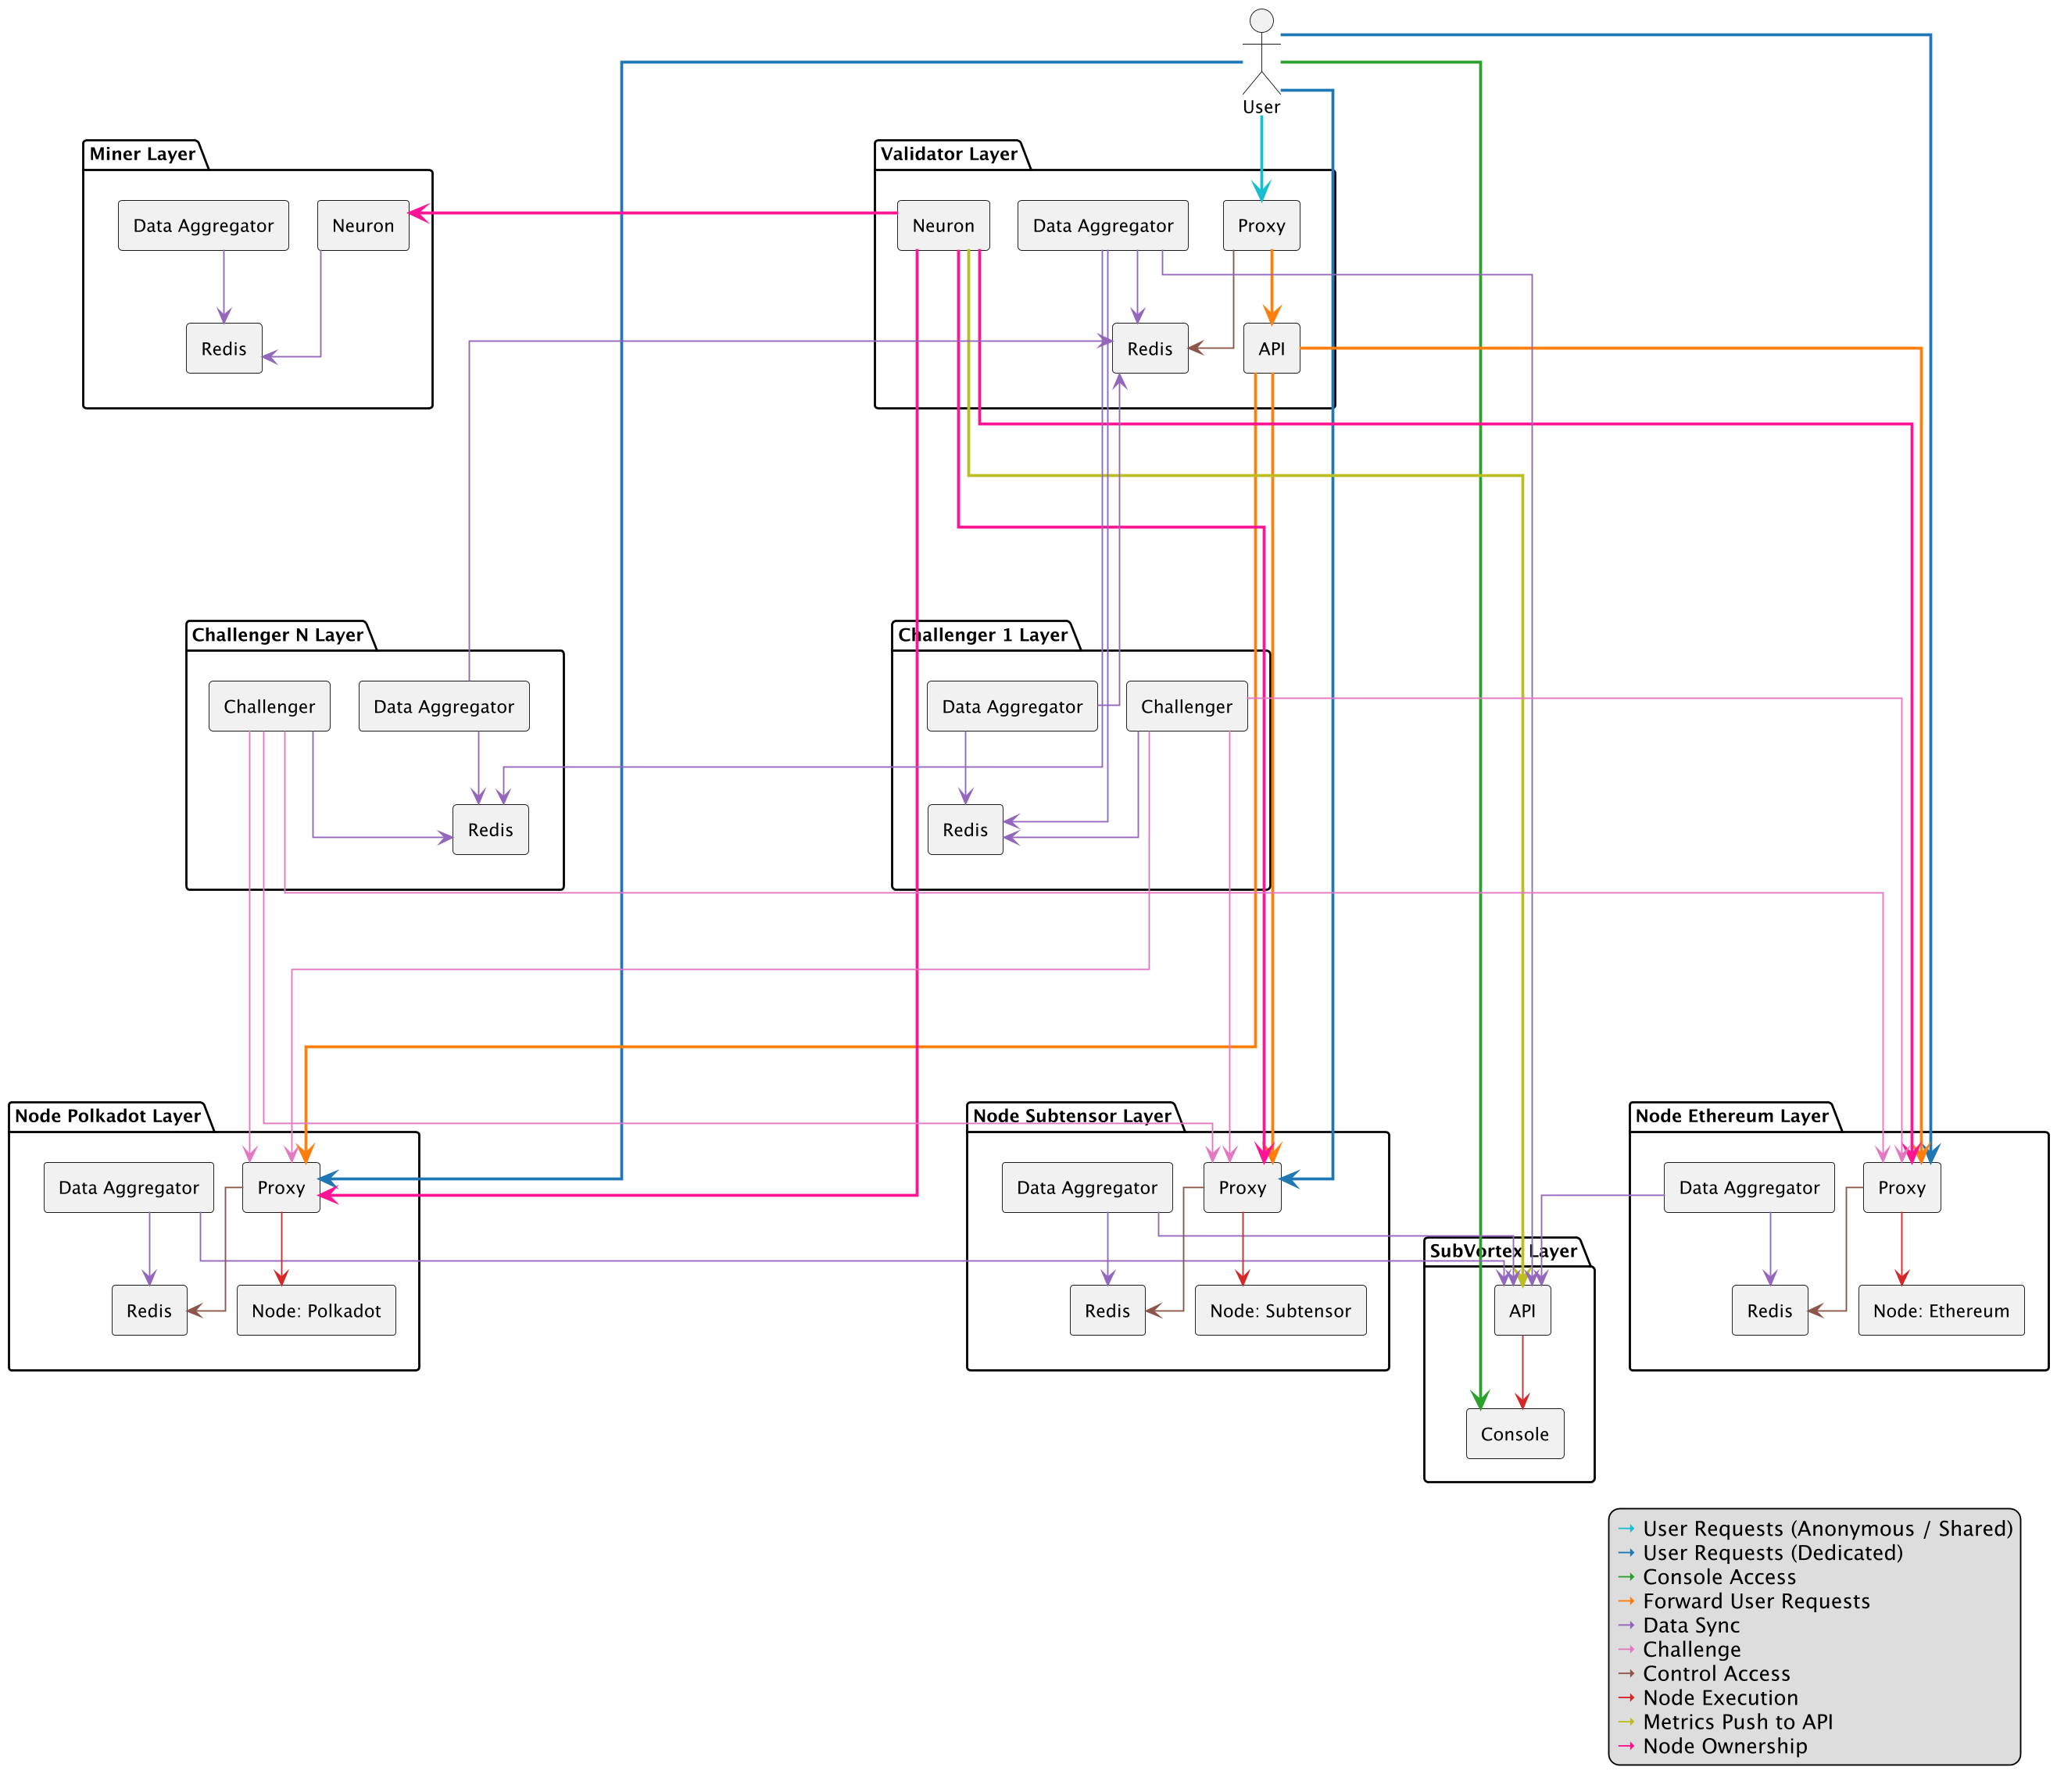 User
Miner Layer
Data Aggregator
Neuron
Redis
Validator Layer
Neuron
Data Aggregator
Proxy
Redis
API
Challenger N Layer
Challenger
Data Aggregator
Redis
Challenger 1 Layer
Data Aggregator
Challenger
Redis
Node Polkadot Layer
Data Aggregator
Proxy
Redis
Node: Polkadot
Node Subtensor Layer
Data Aggregator
Proxy
Redis
Node: Subtensor
SubVortex Layer
API
Console
Node Ethereum Layer
Data Aggregator
Proxy
Redis
Node: Ethereum
→ User Requests (Anonymous / Shared)
→ User Requests (Dedicated)
→ Console Access
→ Forward User Requests
→ Data Sync
→ Challenge
→ Control Access
→ Node Execution
→ Metrics Push to API
→ Node Ownership